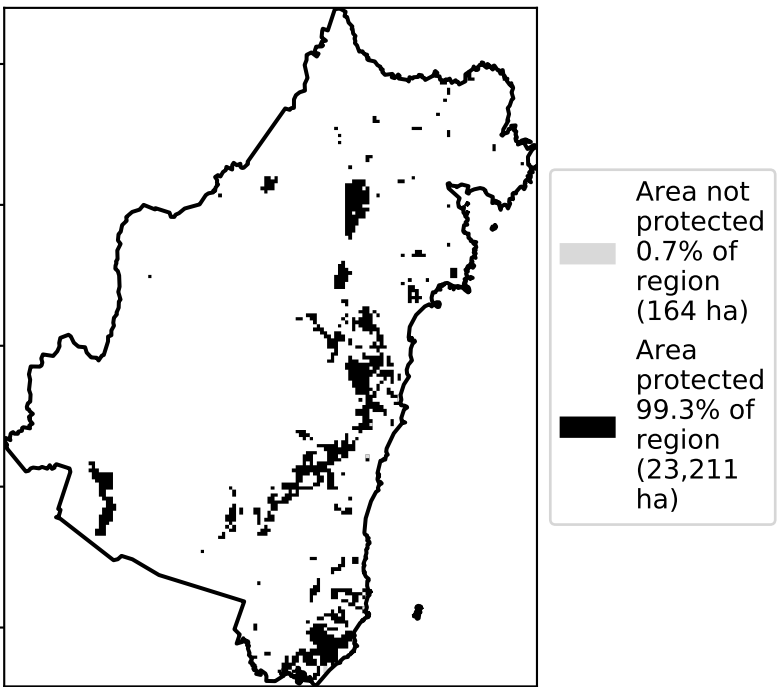 Area not
protected
0.7% of
region
(164 ha)
Area
protected
99.3% of
region
(23,211
ha)